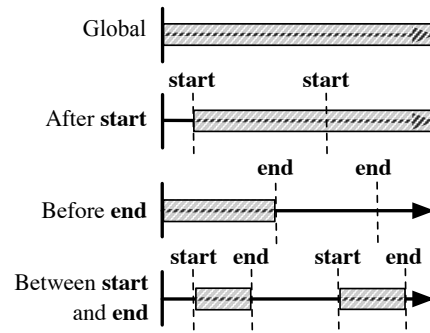 Global
start start
After start
end end
Before end
start end start end
Between start
and end